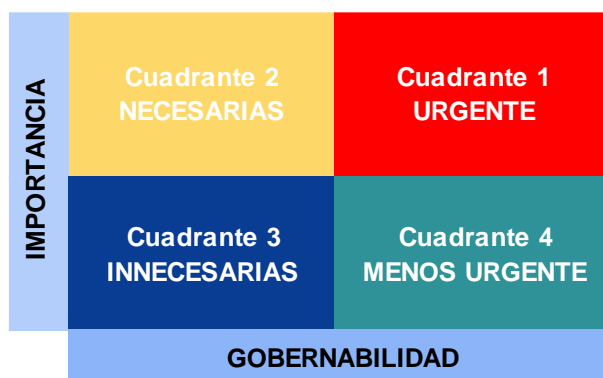 IMPORTANCIA
Cuadrante 2
NECESARIAS
Cuadrante 1
URGENTE
Cuadrante 3
INNECESARIAS
Cuadrante 4
MENOS URGENTE
GOBERNABILIDAD